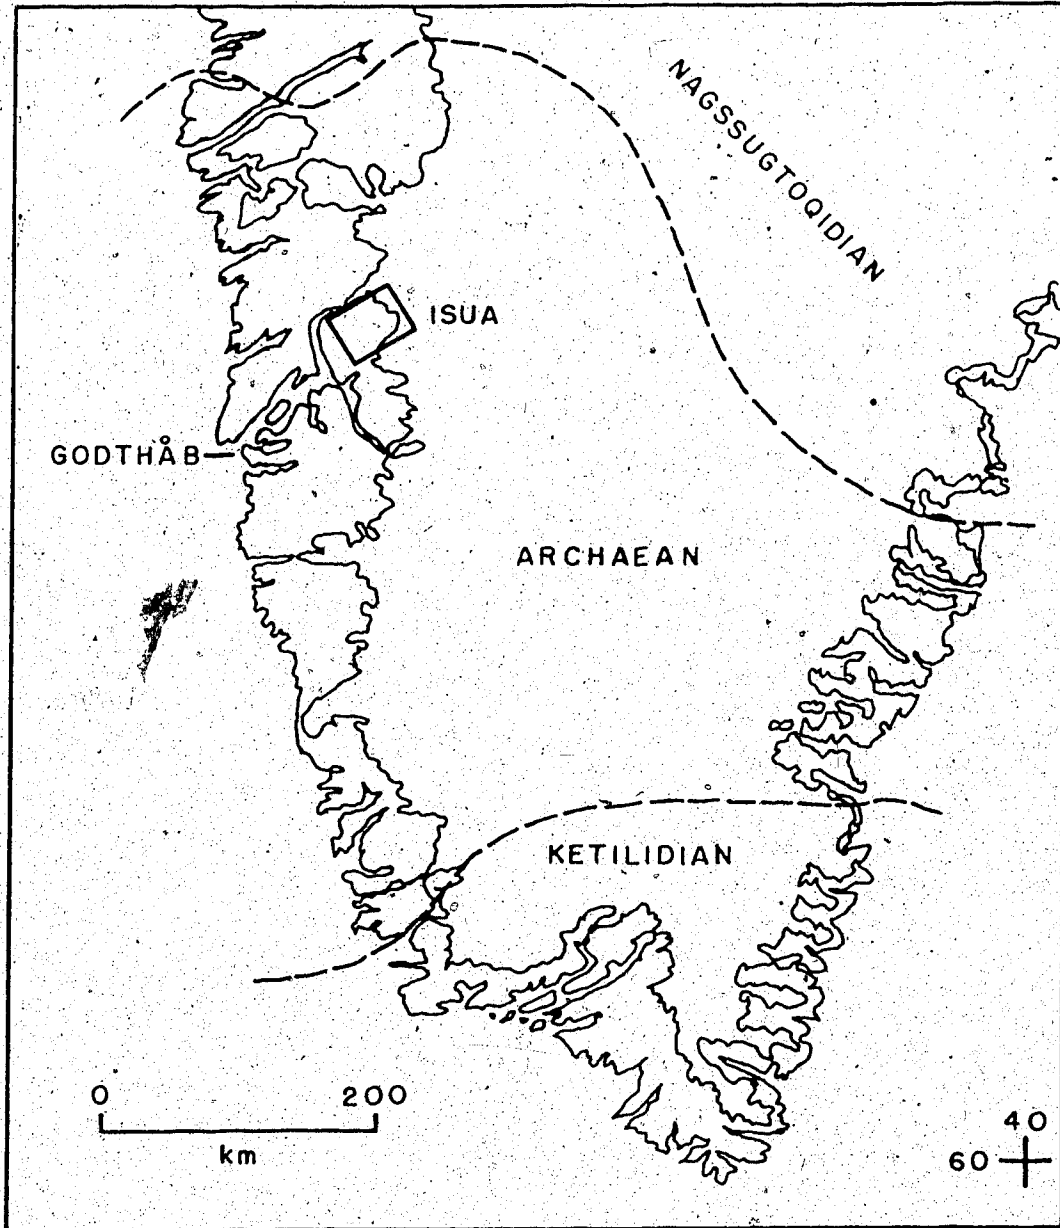 NAGSSUGTOQIDIAN
ISUA
GODTHÅB
ARCHAEAN
KETILIDIAN
0 200
km
40
60